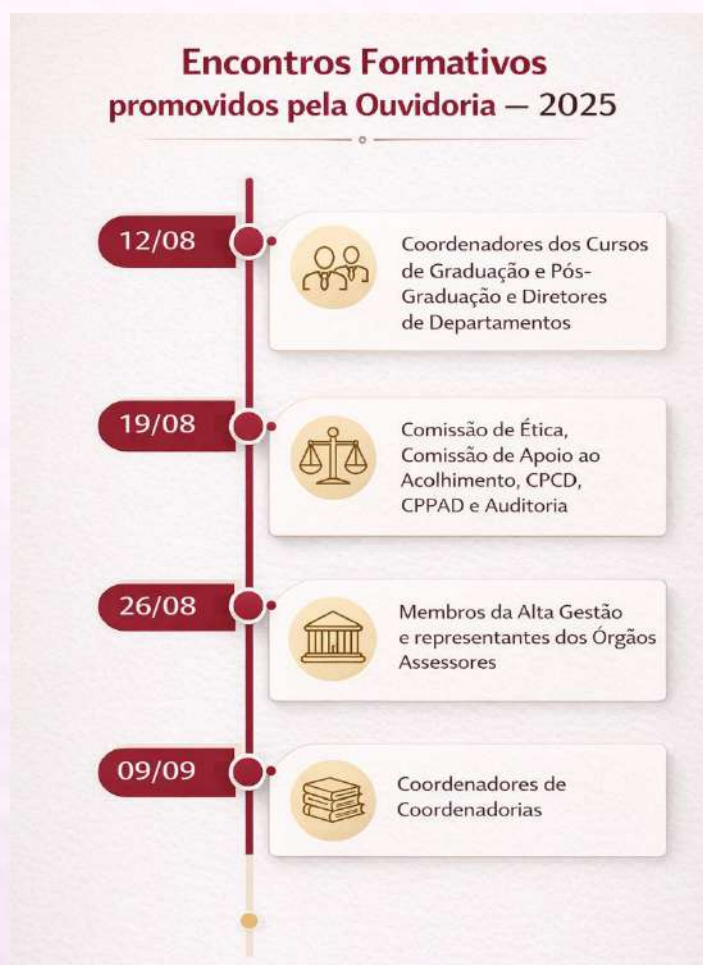 Encontros Formativos
promovidos pela Ouvidoria — 2025
12/08
Coordenadores dos Cursos
de Graduação e Pós-
Graduação e Diretores
de Departamentos
19/08
Comissão de Ética,
Comissão de Apoio ao
Acolhimento, CPCD,
CPPAD e Auditoria
26/08
Membros da Alta Gestão
e representantes dos Órgãos
Assessores
09/09
Coordenadores de
Coordenadorias